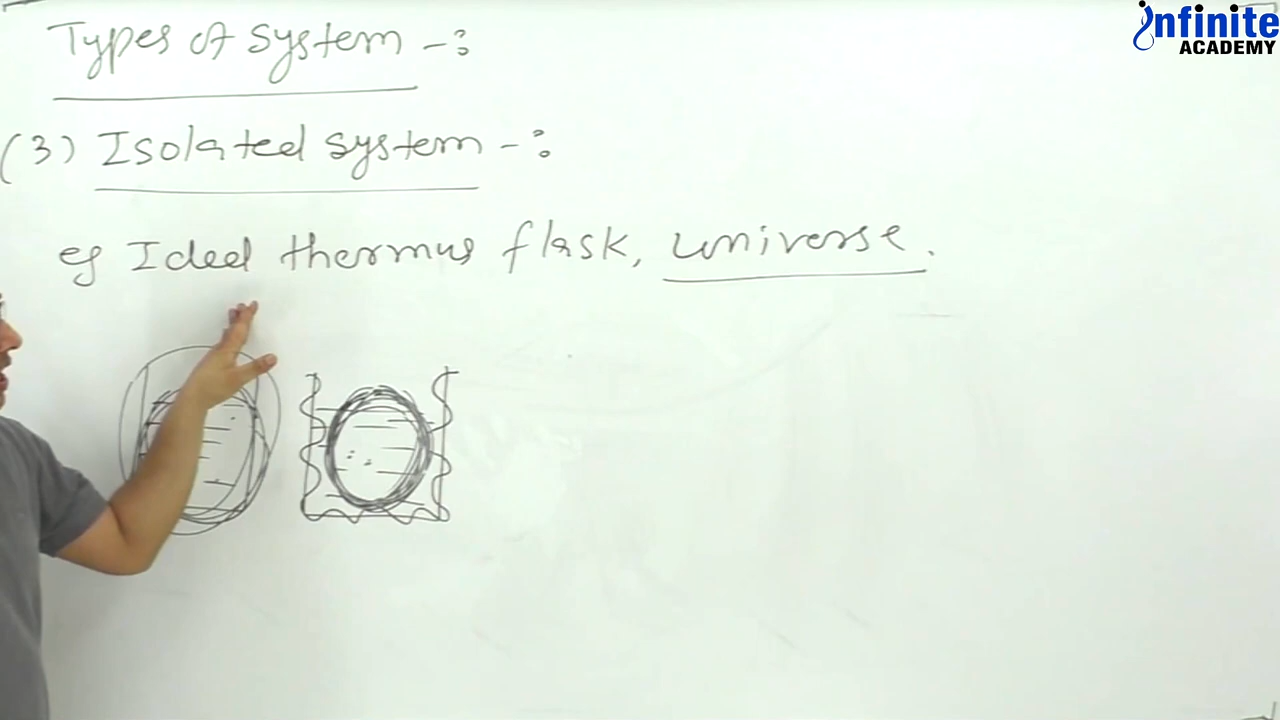 Types of system -:
(3) Isolated system -:
eg Ideal thermus flask, universe.
infinite
ACADEMY